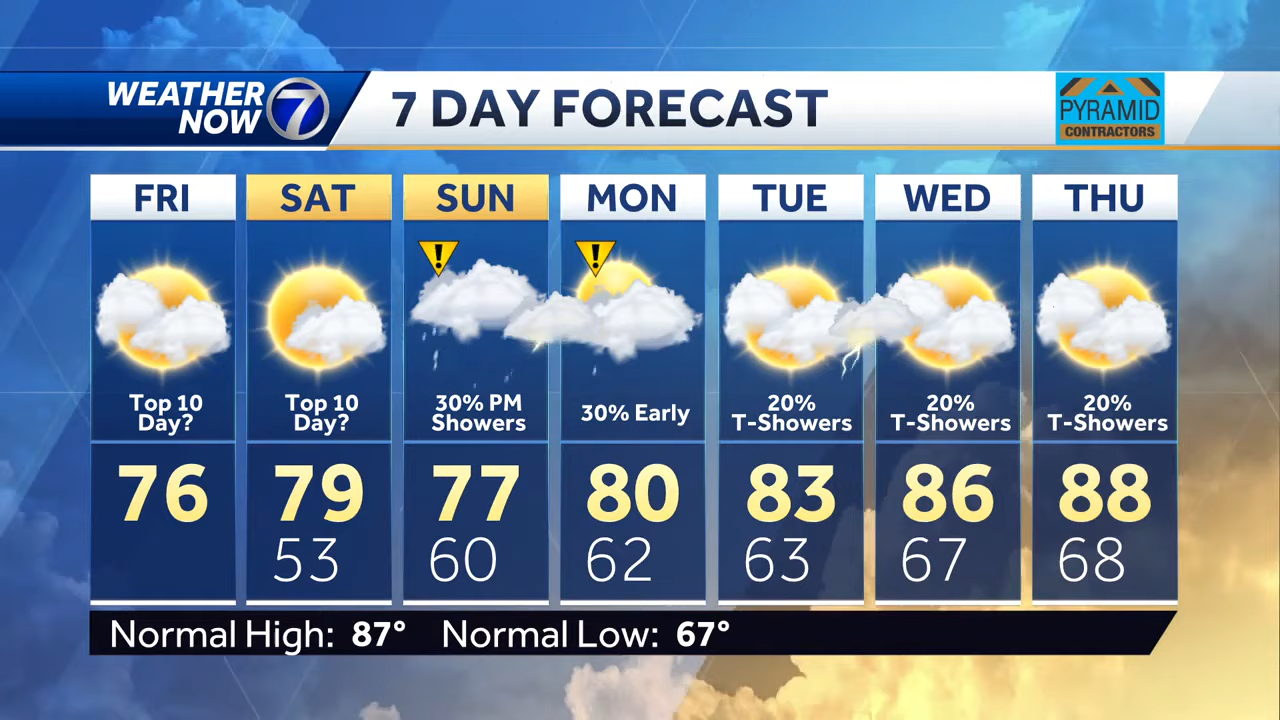 WEATHER
NOW 7
7 DAY FORECAST
PYRAMID
CONTRACTORS
FRI SAT SUN MON TUE WED THU
! !
Top 10
Day?
Top 10
Day?
30% PM
Showers
30% Early
20%
T-Showers
20%
T-Showers
20%
T-Showers
76 79 77 80 83 86 88
53 60 62 63 67 68
Normal High: 87° Normal Low: 67°